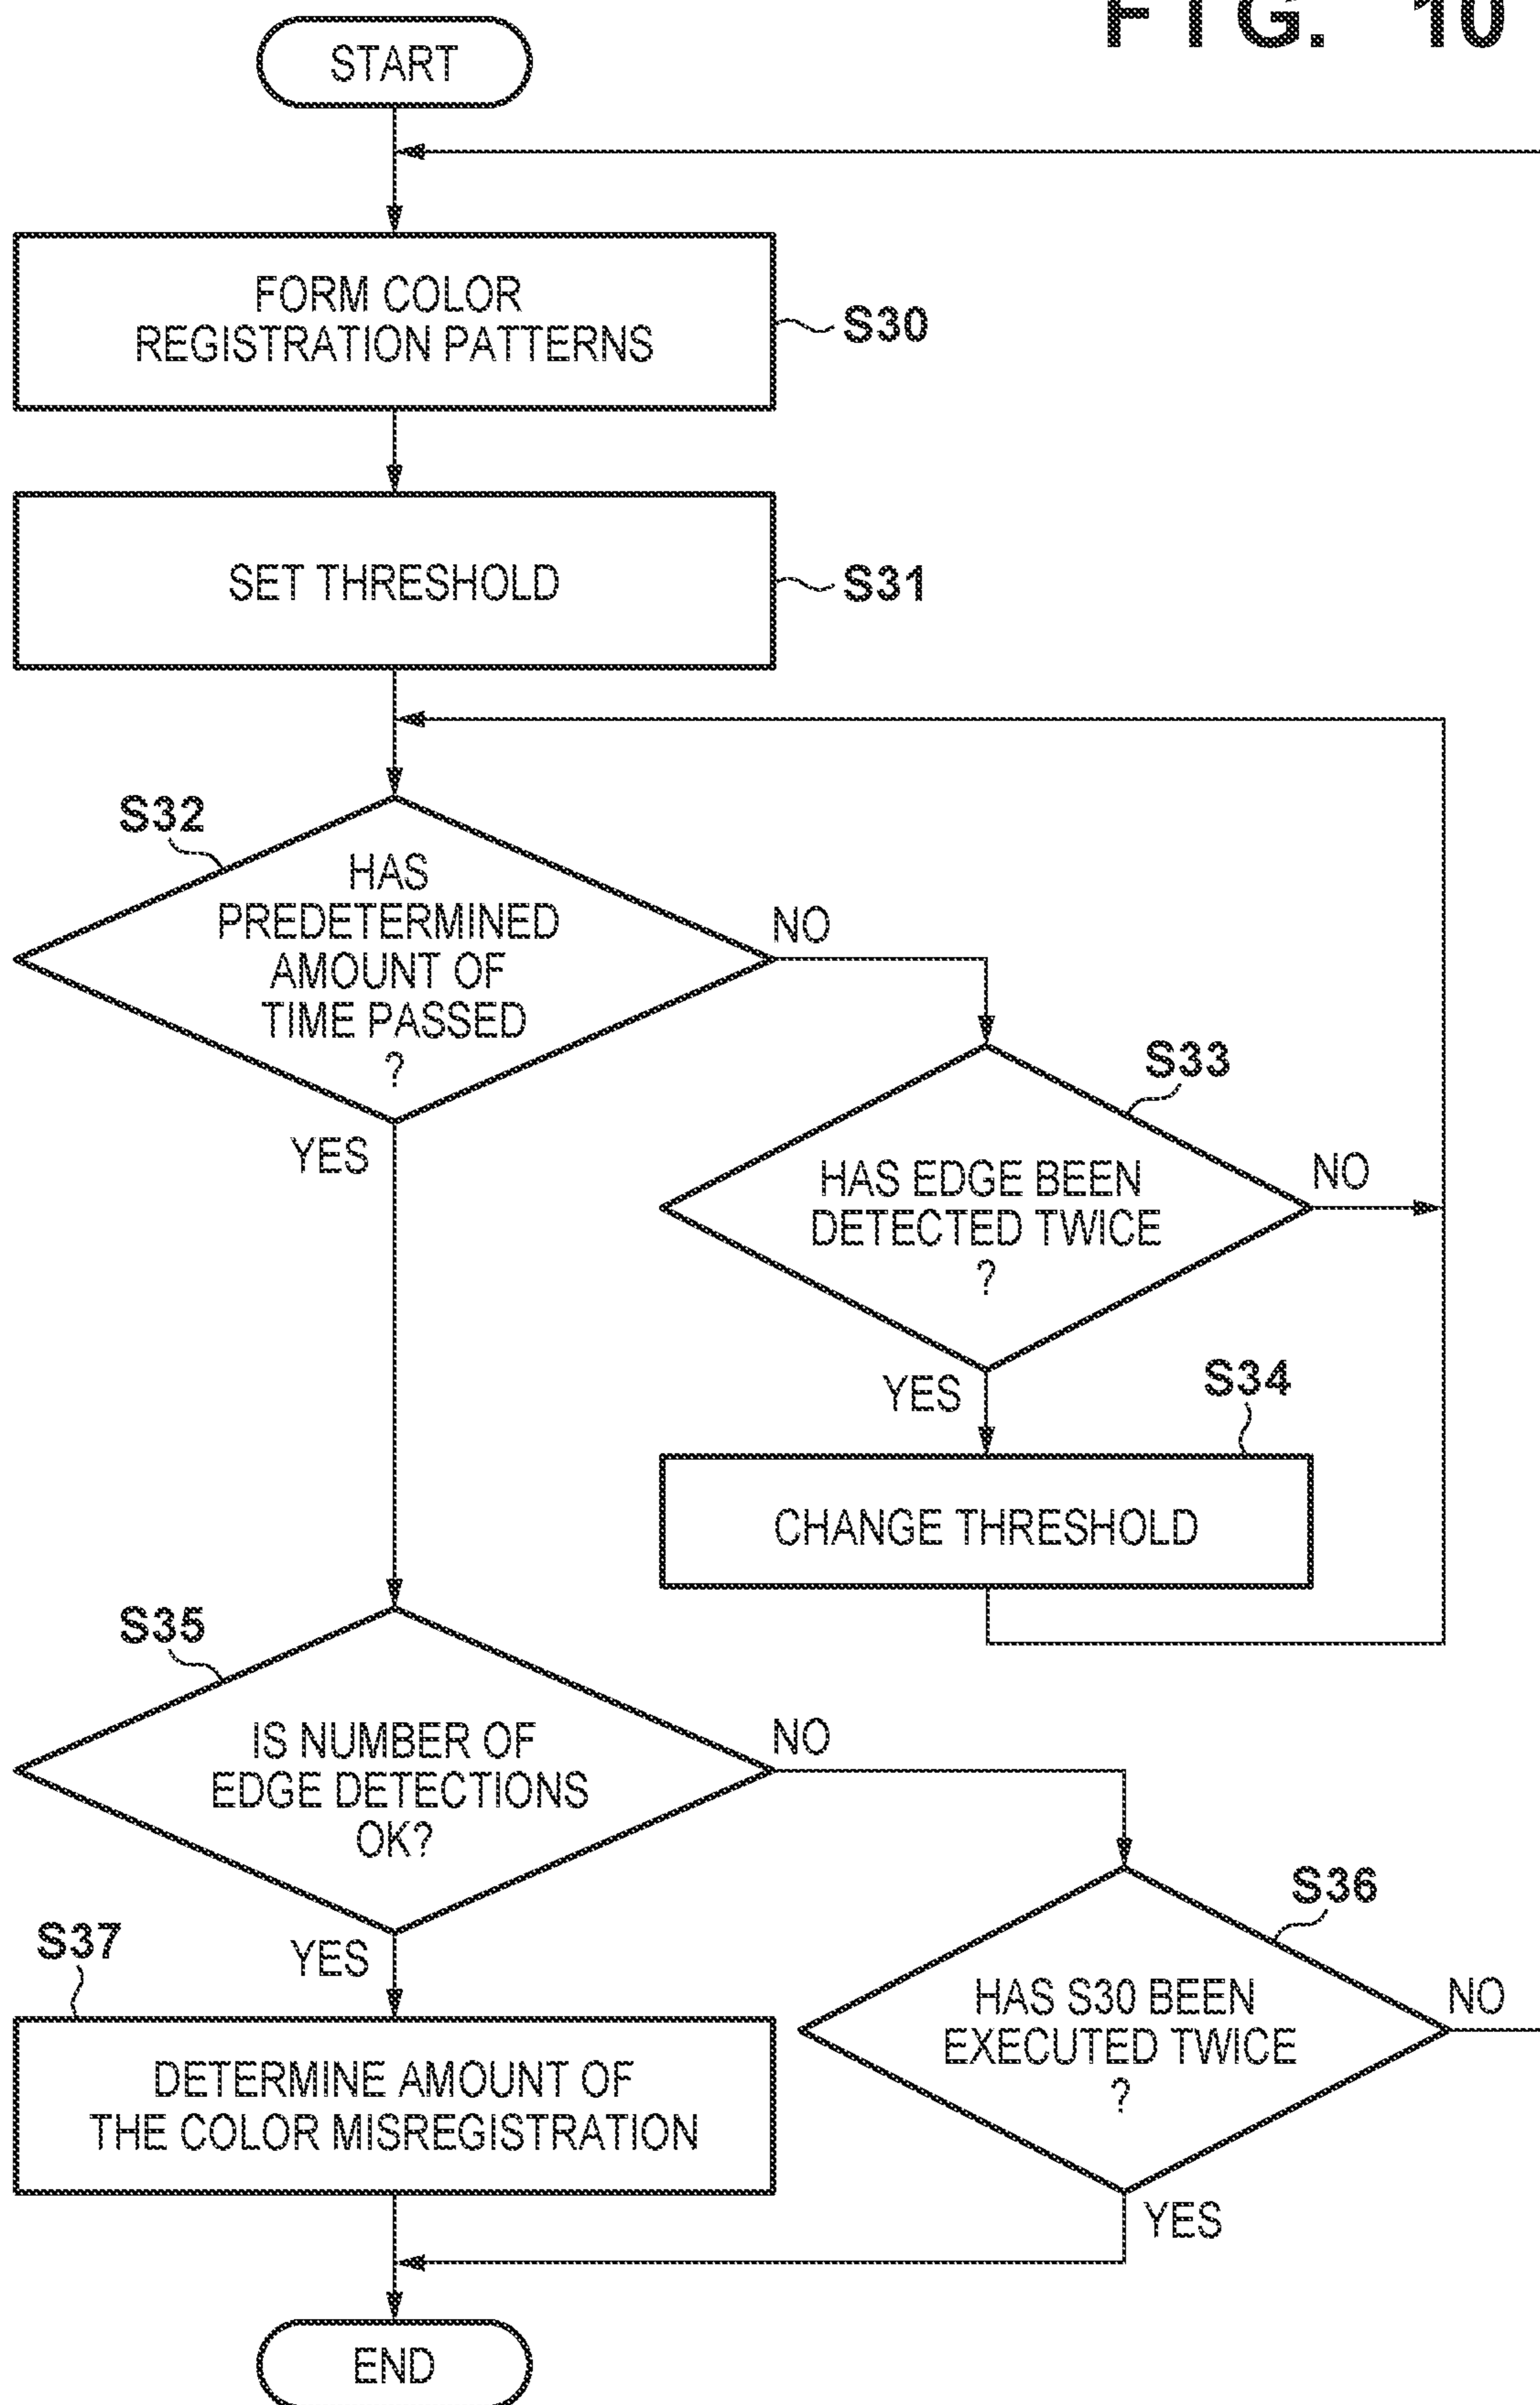 FIG. 10
START
FORM COLOR
REGISTRATION PATTERNS
S30
SET THRESHOLD
S31
S32
HAS
PREDETERMINED
AMOUNT OF
TIME PASSED
?
NO
YES
S33
HAS EDGE BEEN
DETECTED TWICE
?
NO
YES
S34
CHANGE THRESHOLD
S35
IS NUMBER OF
EDGE DETECTIONS
OK?
NO
YES
S36
HAS S30 BEEN
EXECUTED TWICE
?
NO
YES
S37
DETERMINE AMOUNT OF
THE COLOR MISREGISTRATION
END